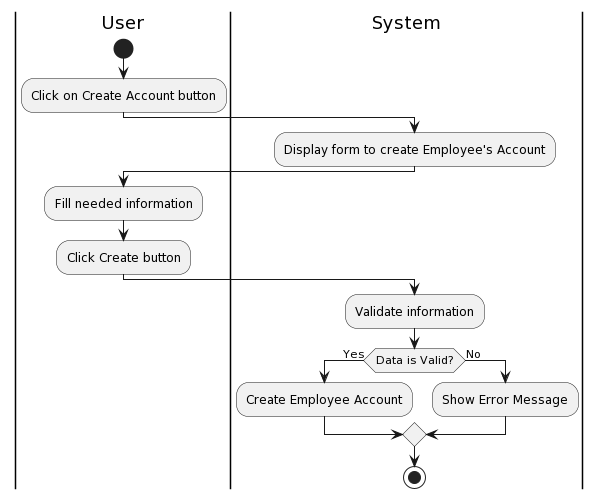 User
System
Click on Create Account button
Display form to create Employee's Account
Fill needed information
Click Create button
Validate information
Yes
Data is Valid?
No
Create Employee Account
Show Error Message